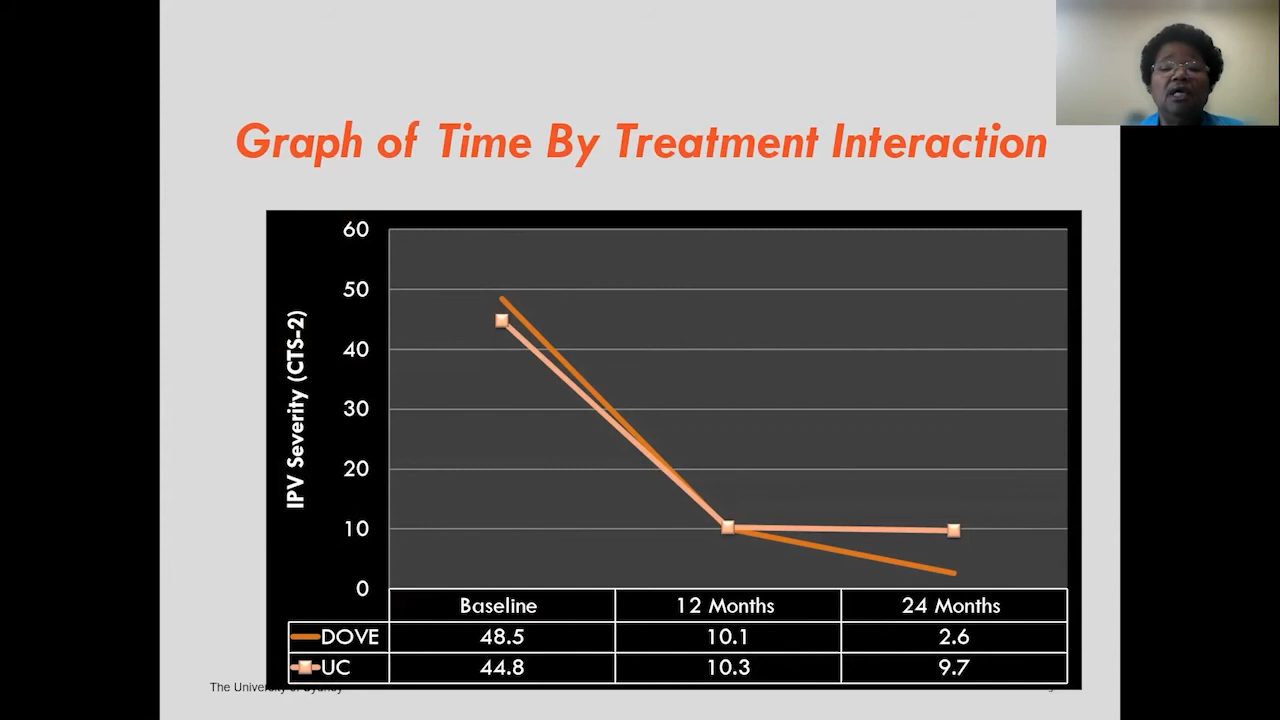 Graph of Time By Treatment Interaction
60
50
40
30
20
10
0
IPV Severity (CTS-2)
Baseline 12 Months 24 Months
DOVE 48.5 10.1 2.6
UC 44.8 10.3 9.7
The University of Sydney